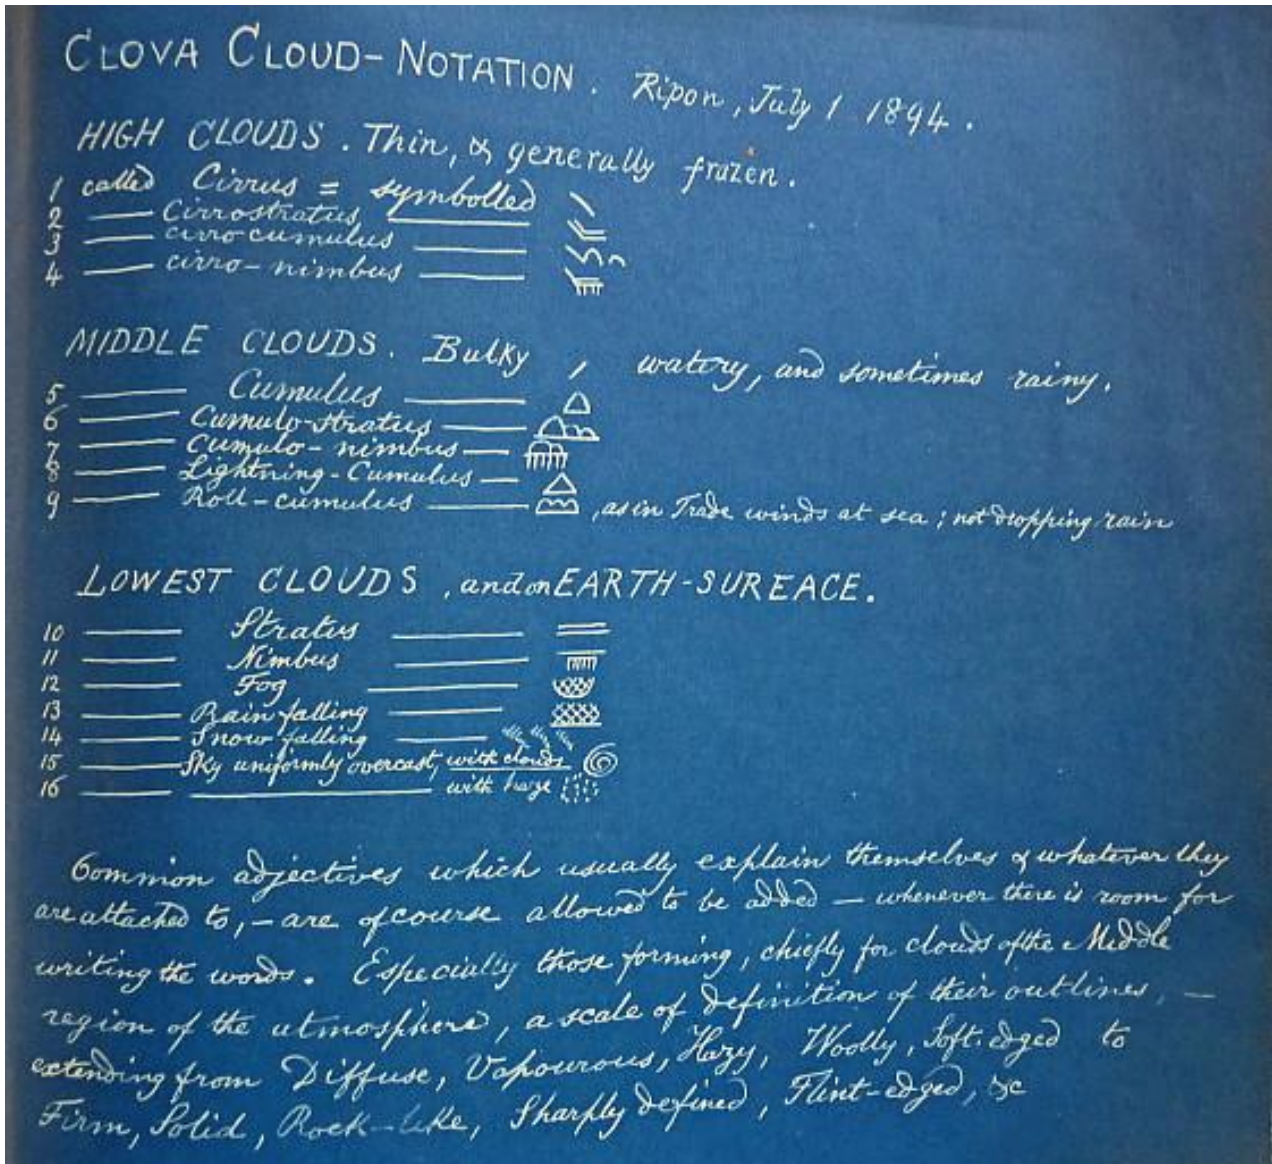 CLOVA CLOUD-NOTATION. Ripon, July 1 1894.
HIGH CLOUDS. Thin, & generally frozen.
1 called Cirrus = symbolled
2 Cirrostratus
3 cirro cumulus
4 cirro-nimbus
MIDDLE CLOUDS. Bulky, watery, and sometimes rainy.
5 Cumulus
6 Cumulo-stratus
7 Cumulo-nimbus
8 Lightning-Cumulus
9 Roll-cumulus, as in Trade winds at sea; not dropping rain
LOWEST CLOUDS, and on EARTH-SUREACE.
10 Stratus
11 Nimbus
12 Fog
13 Rain falling
14 Snow falling
15 Sky uniformly overcast, with clouds
16 with haze
Common adjectives which usually explain themselves & whatever they
are attached to,- are of course allowed to be added - whenever there is room for
writing the words. Especially those forming, chiefly for clouds of the Middle
region of the atmosphere, a scale of definition of their outlines, -
extending from Diffuse, Vapourous, Hazy, Woolly, Soft-edged to
Firm, Solid, Rock-like, Sharply defined, Flint-edged, &c